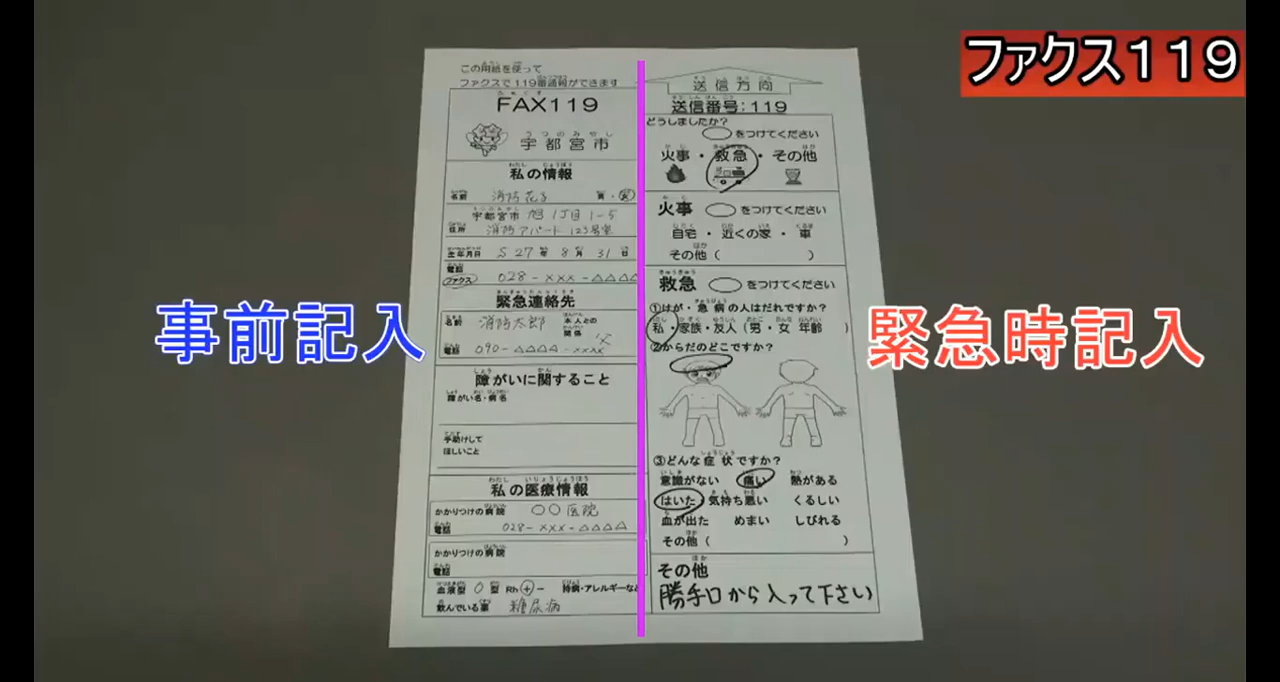 ファクス119
事前記入
緊急時記入
この用紙を使って
ファクスで119番通報ができます
FAX119
宇都宮市
私の情報
名前 消防花子 男・女
宇都宮市 旭1丁目1-5
住所 消防アパート 123号室
生年月日 S27年8月31日
電話
ファクス 028-×××-△△△△
緊急連絡先
名前 消防太郎 本人との
関係 父
電話 090-△△△△-××××
障がいに関すること
障がい名・病名
手助けして
ほしいこと
私の医療情報
かかりつけの病院 〇〇医院
電話 028-×××-△△△△
かかりつけの病院
電話
血液型 O型 Rh + - 持病・アレルギーなど
飲んでいる薬 糖尿病
送信方向
送信番号:119
どうしましたか?
をつけてください
火事・救急・その他
火事 をつけてください
自宅・近くの家・車
その他( )
救急 をつけてください
①けが・急病の人はだれですか?
私・家族・友人(男・女 年齢 )
②からだのどこですか?
③どんな症状ですか?
意識がない 痛い 熱がある
はいた 気持ち悪い くるしい
血が出た めまい しびれる
その他( )
その他
勝手口から入って下さい